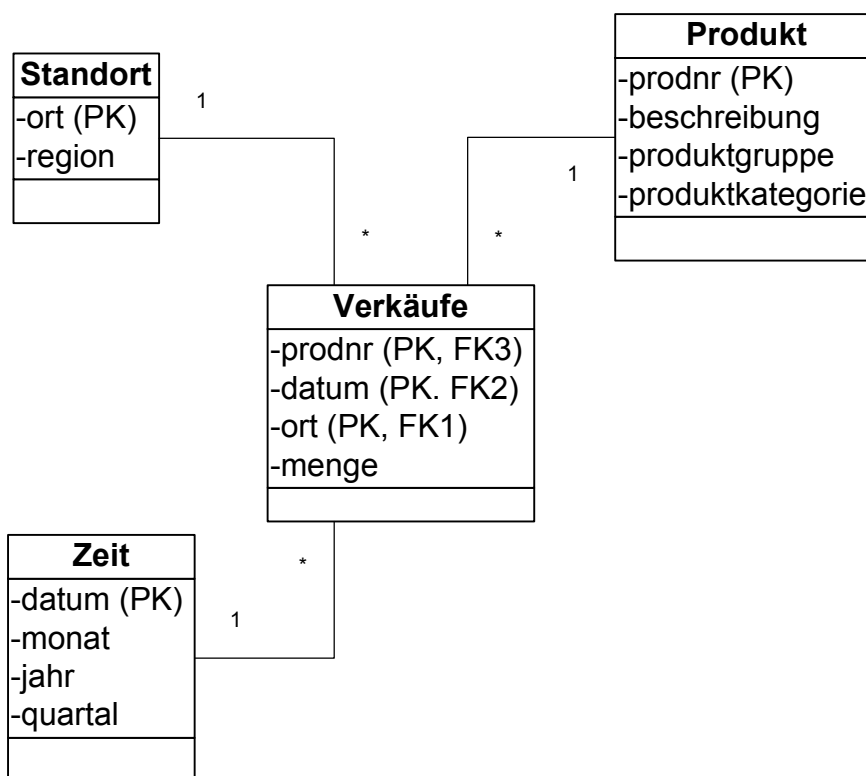 Standort
-ort (PK)
-region
1
*
Produkt
-prodnr (PK)
-beschreibung
-produktgruppe
-produktkategorie
1
*
Verkäufe
-prodnr (PK, FK3)
-datum (PK. FK2)
-ort (PK, FK1)
-menge
*
1
Zeit
-datum (PK)
-monat
-jahr
-quartal